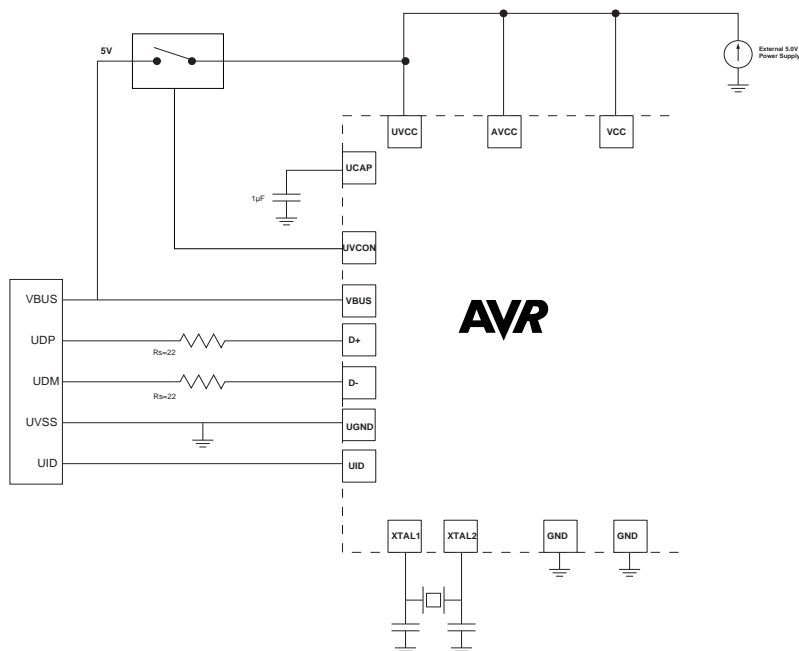 5V
External 5.0V
Power Supply
UVCC
AVCC
VCC
UCAP
1µF
UVCON
VBUS
VBUS
AVR
UDP
D+
Rs=22
UDM
D-
Rs=22
UVSS
UGND
UID
UID
XTAL1
XTAL2
GND
GND